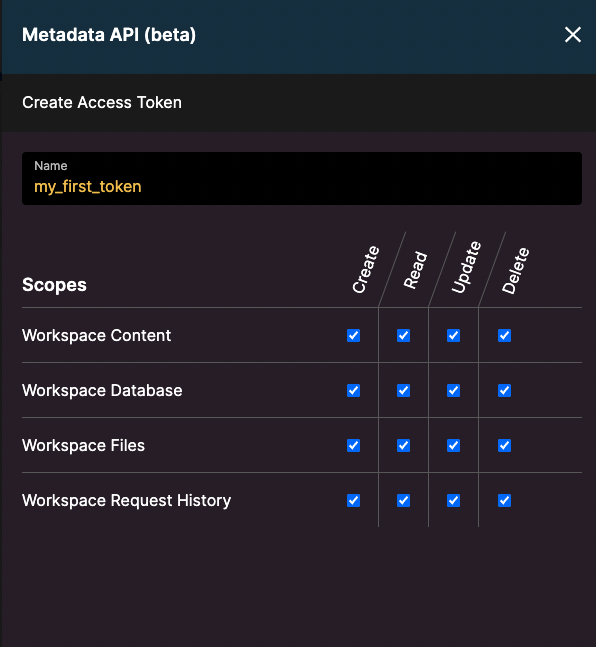 Metadata API (beta)
Create Access Token
Name
my_first_token
Scopes
Create
Read
Update
Delete
Workspace Content
Workspace Database
Workspace Files
Workspace Request History